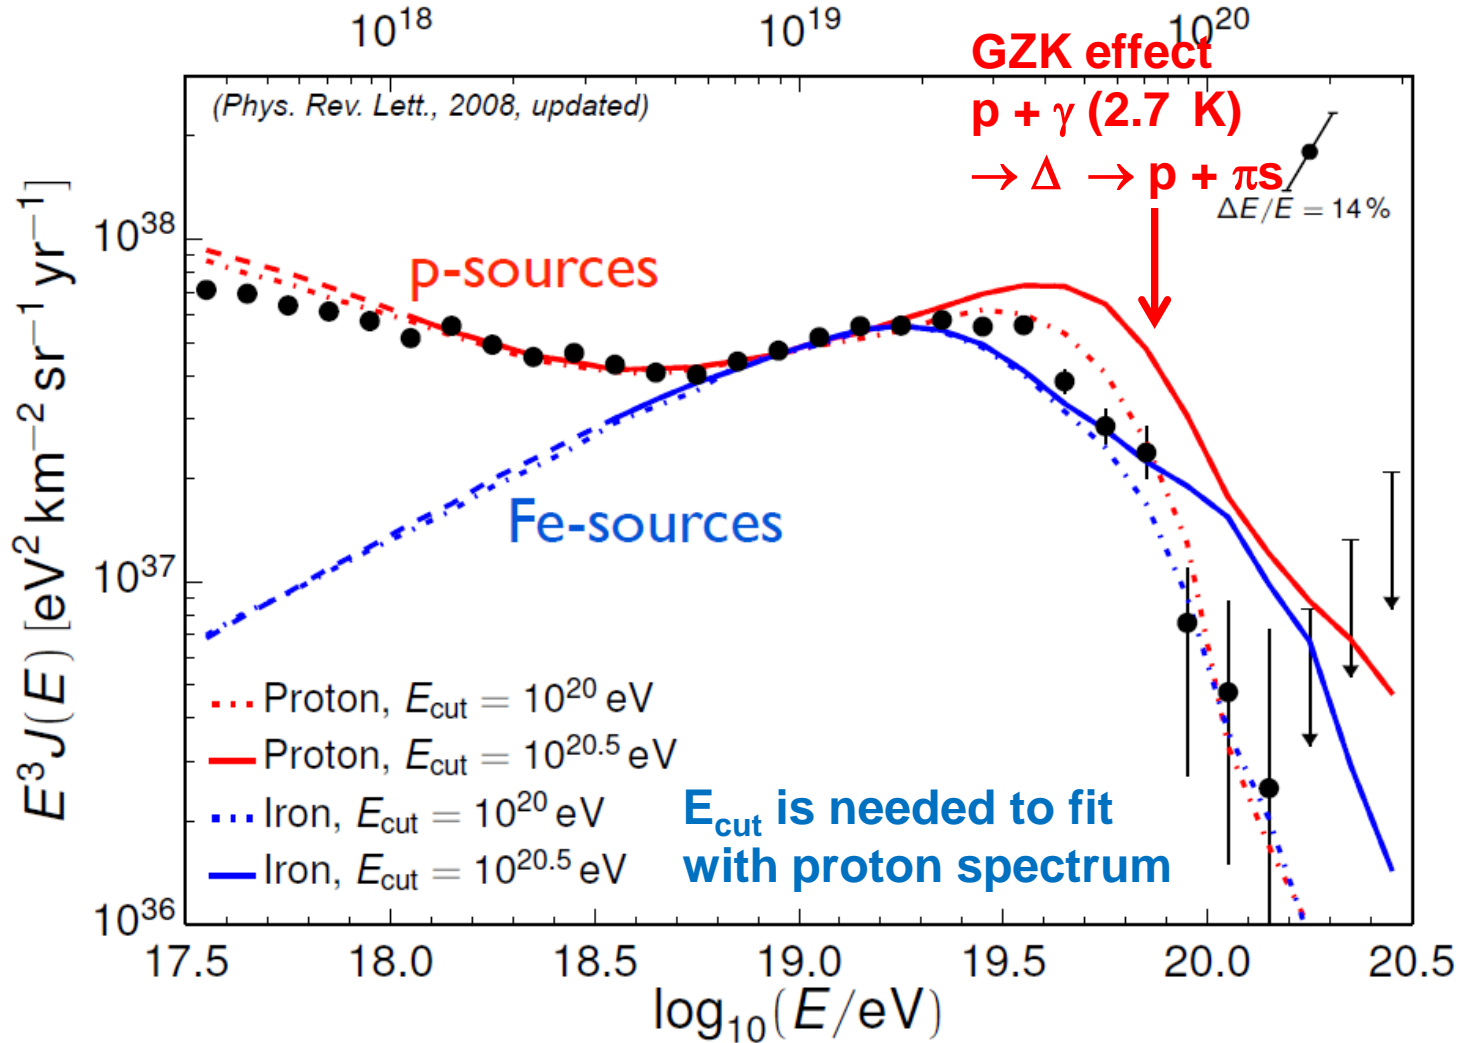 10^18 10^19 10^20
GZK effect
(Phys. Rev. Lett., 2008, updated)
p + γ (2.7 K)
→ Δ → p + πs
ΔE/E = 14 %
10^38
p-sources
Fe-sources
10^37
Proton, E_cut = 10^20 eV
Proton, E_cut = 10^20.5 eV
Iron, E_cut = 10^20 eV
Iron, E_cut = 10^20.5 eV
E_cut is needed to fit
with proton spectrum
10^36
17.5 18.0 18.5 19.0 19.5 20.0 20.5
log_10(E/eV)
E^3 J(E) [eV^2 km^−2 sr^−1 yr^−1]